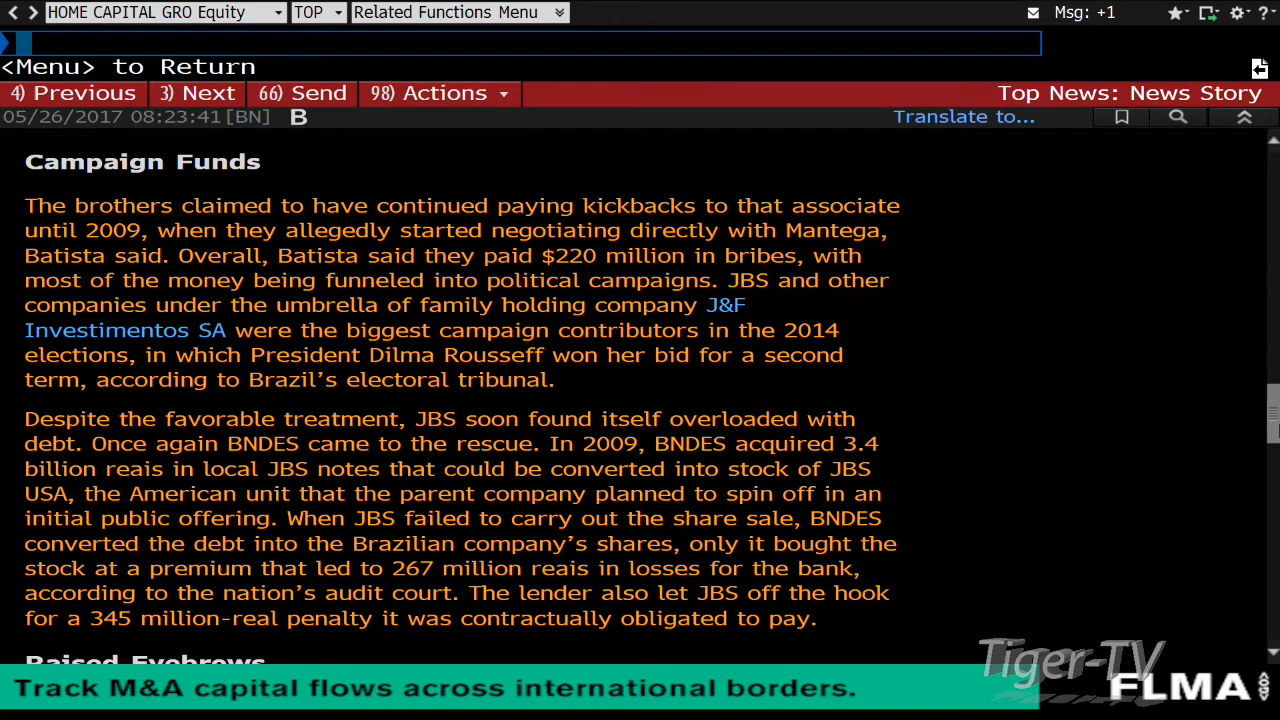 HOME CAPITAL GRO Equity TOP Related Functions Menu Msg: +1 ?
<Menu> to Return
4) Previous 3) Next 66) Send 98) Actions Top News: News Story
05/26/2017 08:23:41 [BN] B Translate to...
Campaign Funds
The brothers claimed to have continued paying kickbacks to that associate
until 2009, when they allegedly started negotiating directly with Mantega,
Batista said. Overall, Batista said they paid $220 million in bribes, with
most of the money being funneled into political campaigns. JBS and other
companies under the umbrella of family holding company J&F
Investimentos SA were the biggest campaign contributors in the 2014
elections, in which President Dilma Rousseff won her bid for a second
term, according to Brazil's electoral tribunal.
Despite the favorable treatment, JBS soon found itself overloaded with
debt. Once again BNDES came to the rescue. In 2009, BNDES acquired 3.4
billion reais in local JBS notes that could be converted into stock of JBS
USA, the American unit that the parent company planned to spin off in an
initial public offering. When JBS failed to carry out the share sale, BNDES
converted the debt into the Brazilian company's shares, only it bought the
stock at a premium that led to 267 million reais in losses for the bank,
according to the nation's audit court. The lender also let JBS off the hook
for a 345 million-real penalty it was contractually obligated to pay.
Raised Eyebrows
Tiger-TV
Track M&A capital flows across international borders. FLMA <GO>